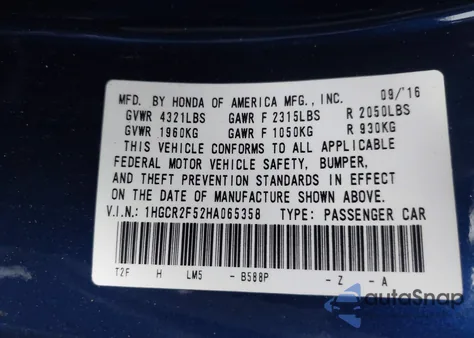 MFD. BY HONDA OF AMERICA MFG., INC. 09/'16
GVWR 4321LBS GAWR F 2315LBS R 2050LBS
GVWR 1960KG GAWR F 1050KG R 930KG
THIS VEHICLE CONFORMS TO ALL APPLICABLE
FEDERAL MOTOR VEHICLE SAFETY, BUMPER,
AND THEFT PREVENTION STANDARDS IN EFFECT
ON THE DATE OF MANUFACTURE SHOWN ABOVE.
V.I.N.: 1HGCR2F52HA065358 TYPE: PASSENGER CAR
T2F H LM5 - B588P - Z - A
autoSnap